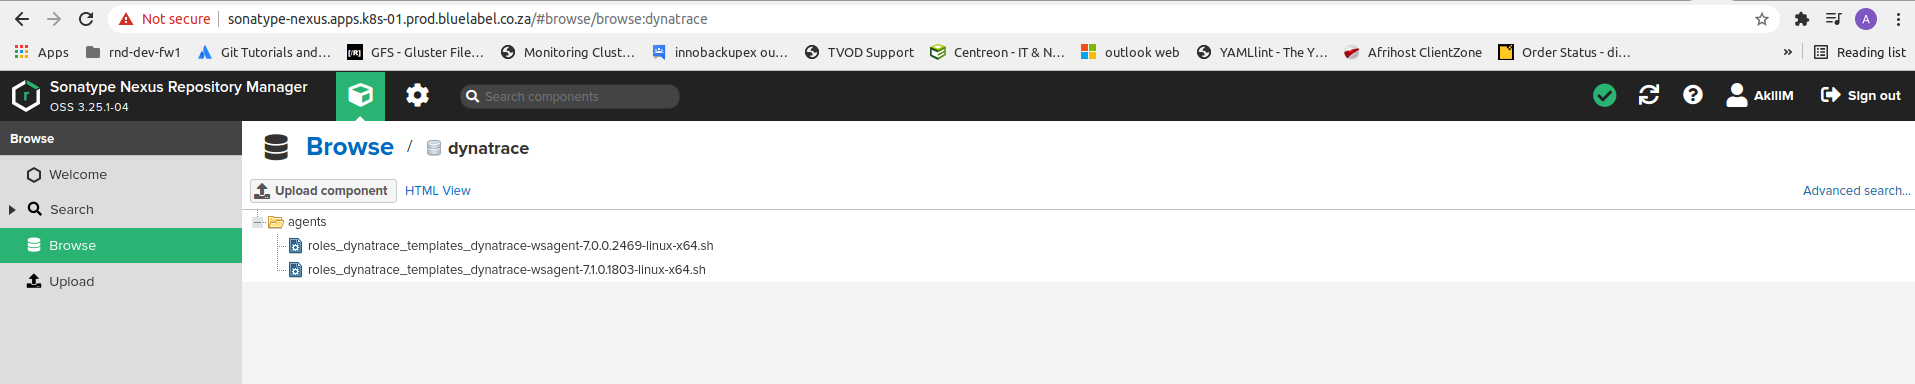 Not secure sonatype-nexus.apps.k8s-01.prod.bluelabel.co.za/#browse/browse:dynatrace A
Apps rnd-dev-fw1 Git Tutorials and... [/R] GFS - Gluster File... Monitoring Clust... innobackupex ou... TVOD Support Centreon - IT & N... outlook web YAMLlint - The Y... Afrihost ClientZone Order Status - di... » Reading list
Sonatype Nexus Repository Manager
OSS 3.25.1-04
Search components
AkiliM Sign out
Browse
Browse / dynatrace
Welcome
Search
Browse
Upload
Upload component HTML View Advanced search...
agents
roles_dynatrace_templates_dynatrace-wsagent-7.0.0.2469-linux-x64.sh
roles_dynatrace_templates_dynatrace-wsagent-7.1.0.1803-linux-x64.sh